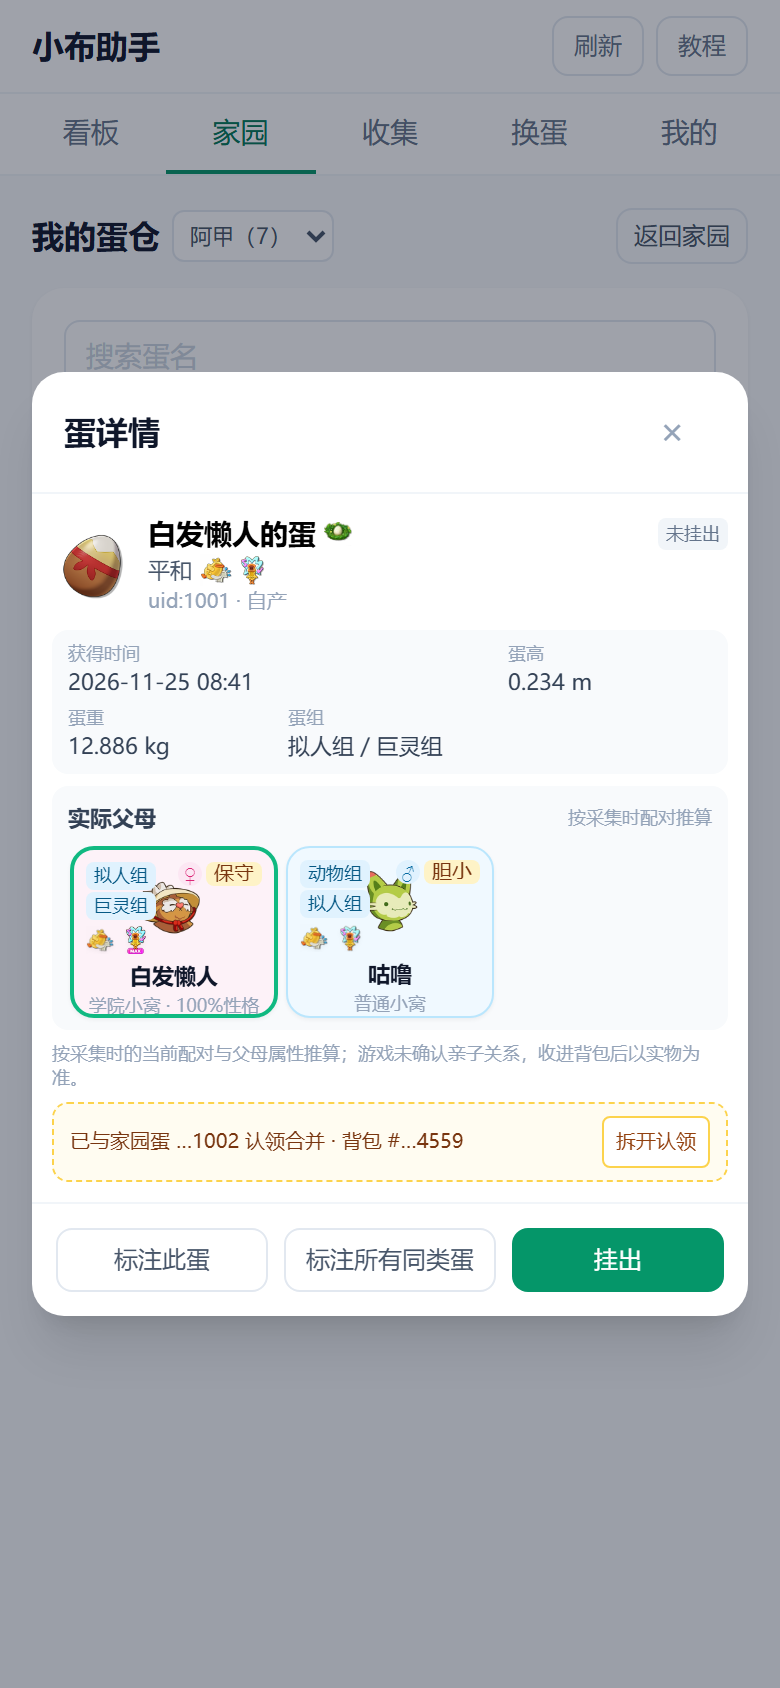 小布助手
刷新
教程
看板
家园
收集
换蛋
我的
我的蛋仓
阿甲（7）
返回家园
搜索蛋名
蛋详情
×
白发懒人的蛋
未挂出
平和
uid:1001 · 自产
获得时间
蛋高
2026-11-25 08:41
0.234 m
蛋重
蛋组
12.886 kg
拟人组 / 巨灵组
实际父母
按采集时配对推算
拟人组
♀
保守
巨灵组
白发懒人
学院小窝 · 100%性格
动物组
♂
胆小
拟人组
咕噜
普通小窝
按采集时的当前配对与父母属性推算；游戏未确认亲子关系，收进背包后以实物为
准。
已与家园蛋 ...1002 认领合并 · 背包 #...4559
拆开认领
标注此蛋
标注所有同类蛋
挂出